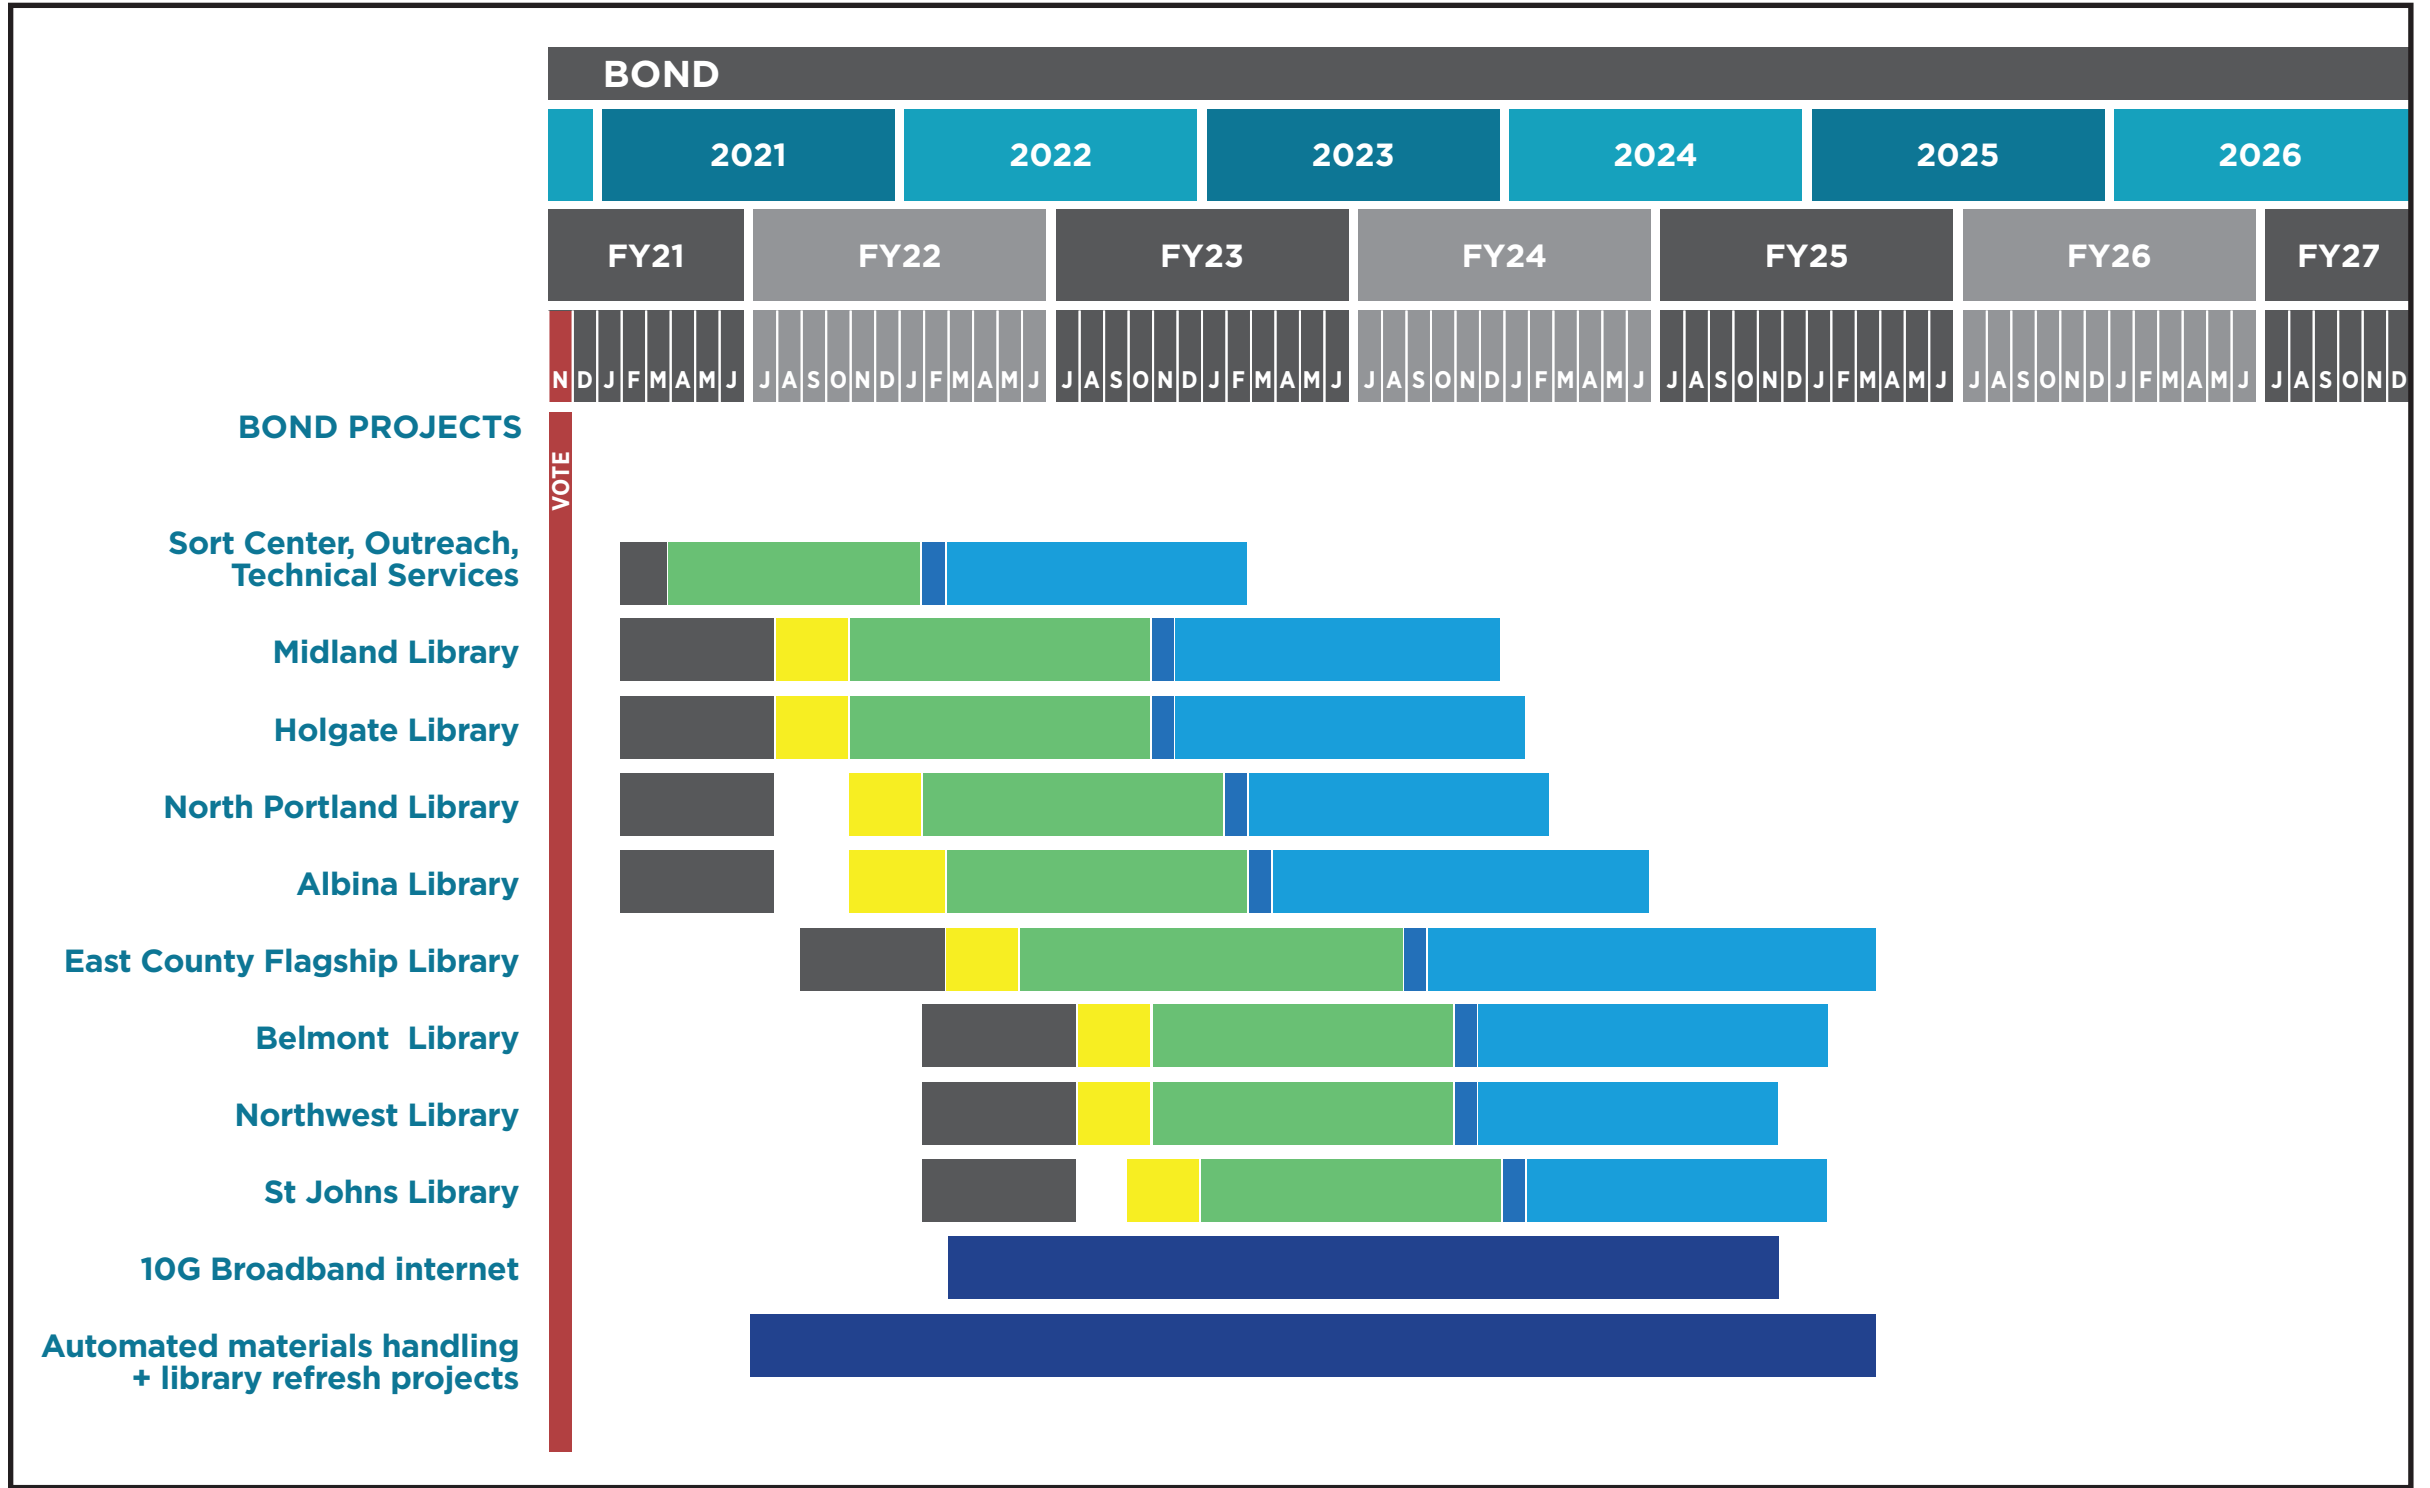 BOND
2021 2022 2023 2024 2025 2026
FY21 FY22 FY23 FY24 FY25 FY26 FY27
N D J F M A M J J A S O N D J F M A M J J A S O N D J F M A M J J A S O N D J F M A M J J A S O N D J F M A M J J A S O N D J F M A M J J A S O N D
BOND PROJECTS
VOTE
Sort Center, Outreach,
Technical Services
Midland Library
Holgate Library
North Portland Library
Albina Library
East County Flagship Library
Belmont Library
Northwest Library
St Johns Library
10G Broadband internet
Automated materials handling
+ library refresh projects